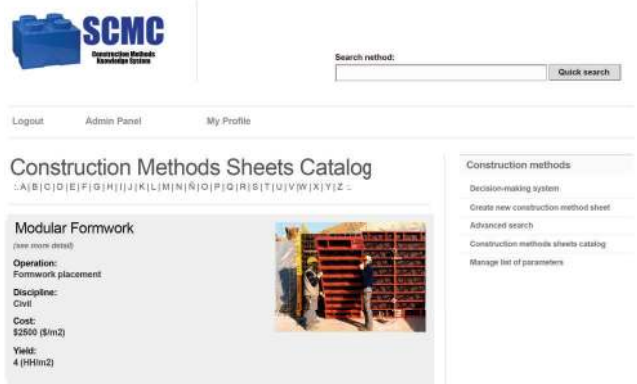 SCMC
Construction Methods
Knowledge System
Search nethod:
Quick search
Logout
Admin Panel
My Profile
Construction Methods Sheets Catalog
:.A|B|C|D|E|F|G|H|I|J|K|L|M|N|Ñ|O|P|Q|R|S|T|U|V|W|X|Y|Z :.
Modular Formwork
(see more detail)
Operation:
Formwork placement
Discipline:
Civil
Cost:
$2500 ($/m2)
Yield:
4 (HH/m2)
Construction methods
Decision-making system
Create new construction method sheet
Advanced search
Construction methods sheets catalog
Manage list of parameters